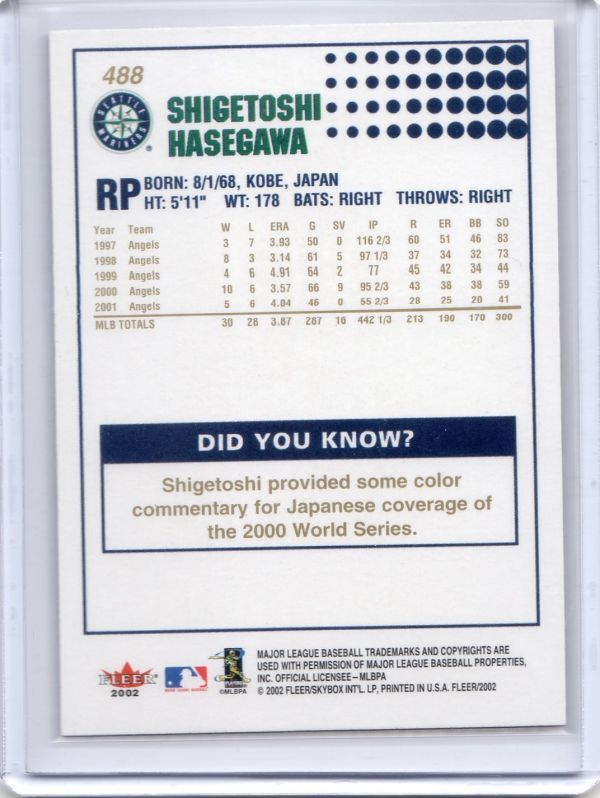 488
SEATTLE MARINERS
SHIGETOSHI
HASEGAWA
RP BORN: 8/1/68, KOBE, JAPAN
HT: 5'11" WT: 178 BATS: RIGHT THROWS: RIGHT
Year Team W L ERA G SV IP R ER BB SO
1997 Angels 3 7 3.93 50 0 116 2/3 60 51 46 83
1998 Angels 8 3 3.14 61 5 97 1/3 37 34 32 73
1999 Angels 4 6 4.91 64 2 77 45 42 34 44
2000 Angels 10 6 3.57 66 9 95 2/3 43 38 38 59
2001 Angels 5 6 4.04 46 0 55 2/3 28 25 20 41
MLB TOTALS 30 28 3.87 287 16 442 1/3 213 190 170 300
DID YOU KNOW?
Shigetoshi provided some color
commentary for Japanese coverage of
the 2000 World Series.
MAJOR LEAGUE BASEBALL TRADEMARKS AND COPYRIGHTS ARE
USED WITH PERMISSION OF MAJOR LEAGUE BASEBALL PROPERTIES,
INC. OFFICIAL LICENSEE – MLBPA
© 2002 FLEER/SKYBOX INT'L. LP, PRINTED IN U.S.A. FLEER/2002
FLEER
2002
©MLBPA